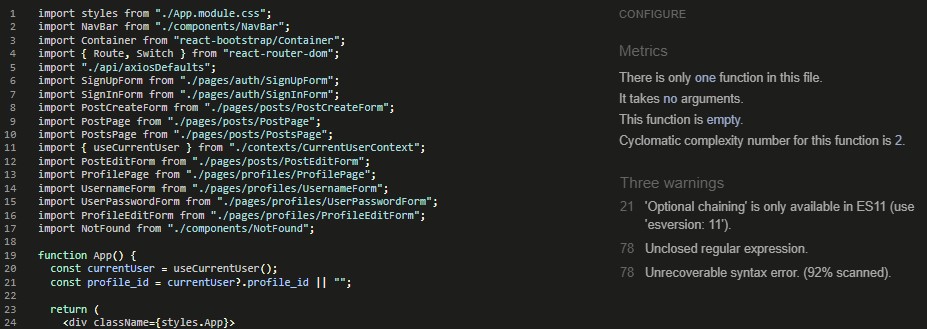 1 import styles from "./App.module.css";
2 import NavBar from "./components/NavBar";
3 import Container from "react-bootstrap/Container";
4 import { Route, Switch } from "react-router-dom";
5 import "./api/axiosDefaults";
6 import SignUpForm from "./pages/auth/SignUpForm";
7 import SignInForm from "./pages/auth/SignInForm";
8 import PostCreateForm from "./pages/posts/PostCreateForm";
9 import PostPage from "./pages/posts/PostPage";
10 import PostsPage from "./pages/posts/PostsPage";
11 import { useCurrentUser } from "./contexts/CurrentUserContext";
12 import PostEditForm from "./pages/posts/PostEditForm";
13 import ProfilePage from "./pages/profiles/ProfilePage";
14 import UsernameForm from "./pages/profiles/UsernameForm";
15 import UserPasswordForm from "./pages/profiles/UserPasswordForm";
16 import ProfileEditForm from "./pages/profiles/ProfileEditForm";
17 import NotFound from "./components/NotFound";
18
19 function App() {
20 const currentUser = useCurrentUser();
21 const profile_id = currentUser?.profile_id || "";
22
23 return (
24 <div className={styles.App}>
CONFIGURE
Metrics
There is only one function in this file.
It takes no arguments.
This function is empty.
Cyclomatic complexity number for this function is 2.
Three warnings
21 'Optional chaining' is only available in ES11 (use
'esversion: 11').
78 Unclosed regular expression.
78 Unrecoverable syntax error. (92% scanned).